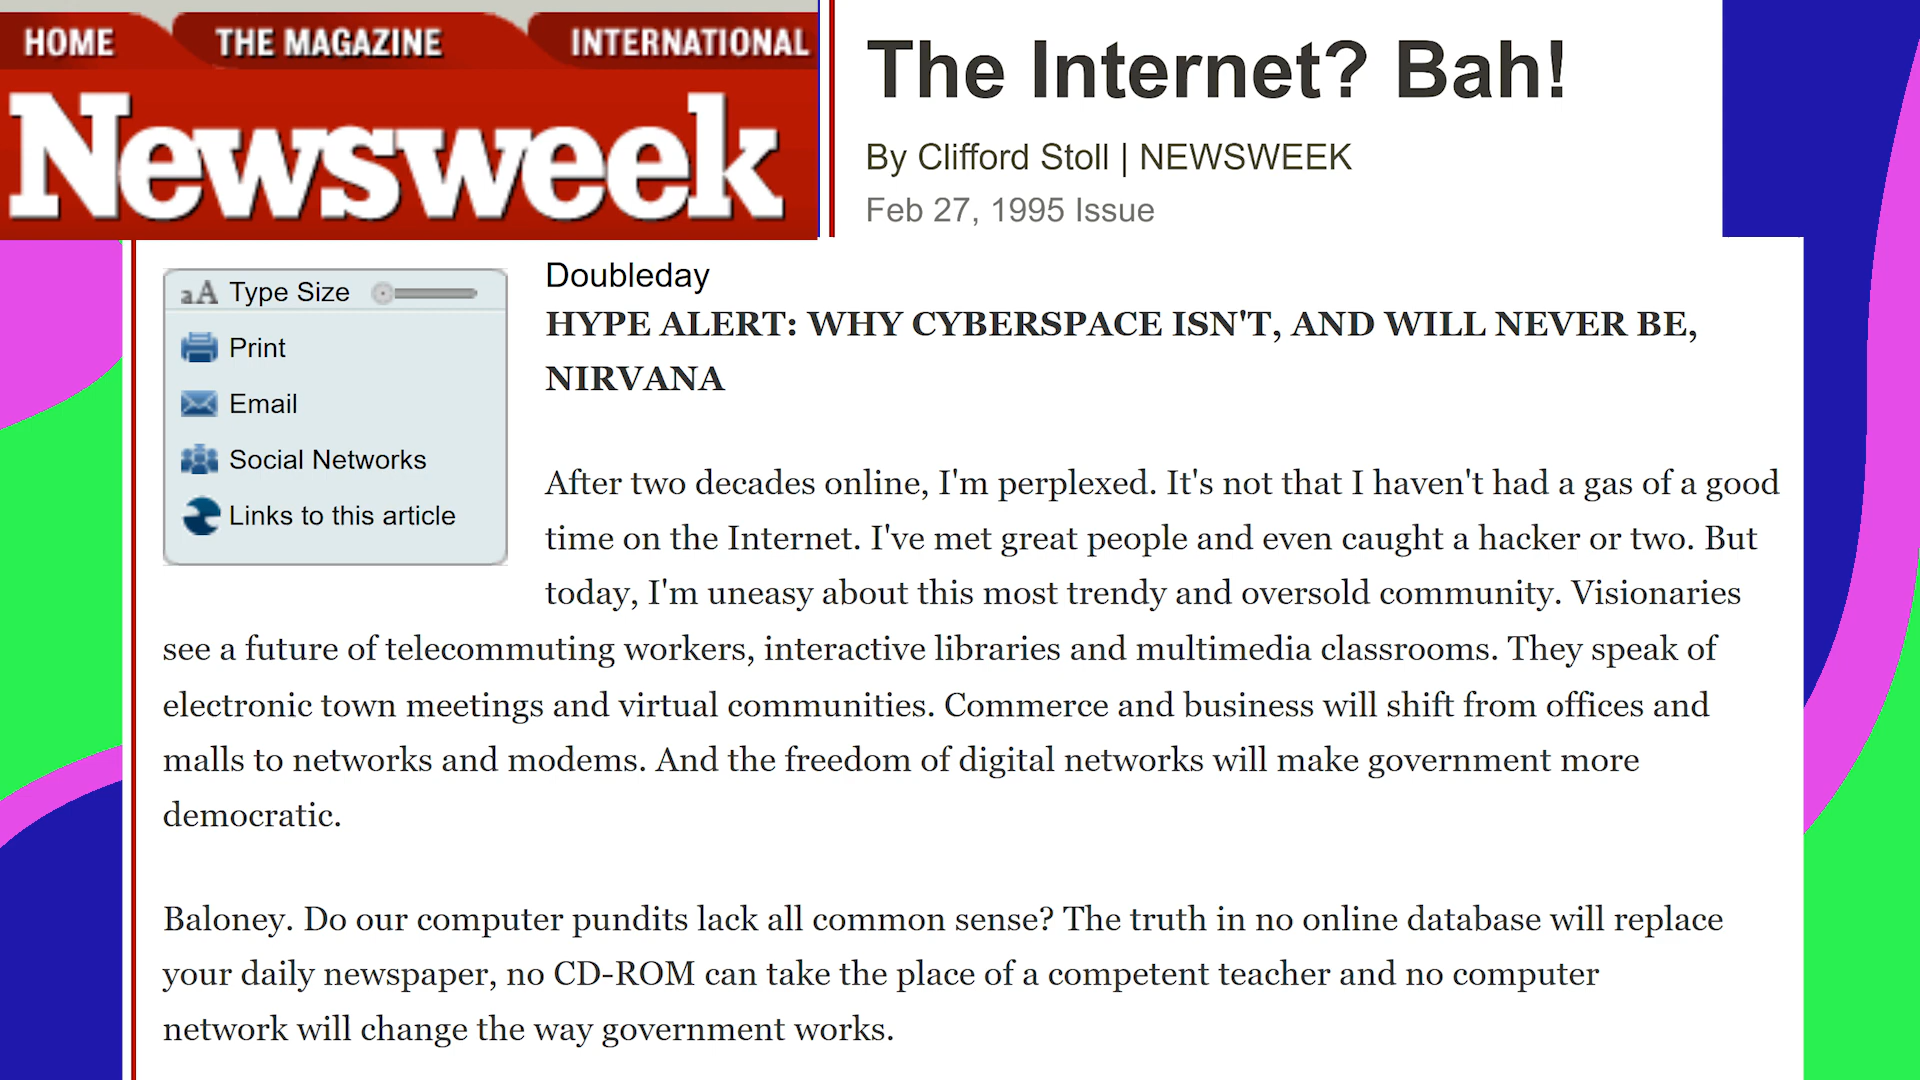 HOME THE MAGAZINE INTERNATIONAL
Newsweek
The Internet? Bah!
By Clifford Stoll | NEWSWEEK
Feb 27, 1995 Issue
aA Type Size
Print
Email
Social Networks
Links to this article
Doubleday
HYPE ALERT: WHY CYBERSPACE ISN'T, AND WILL NEVER BE,
NIRVANA
After two decades online, I'm perplexed. It's not that I haven't had a gas of a good
time on the Internet. I've met great people and even caught a hacker or two. But
today, I'm uneasy about this most trendy and oversold community. Visionaries
see a future of telecommuting workers, interactive libraries and multimedia classrooms. They speak of
electronic town meetings and virtual communities. Commerce and business will shift from offices and
malls to networks and modems. And the freedom of digital networks will make government more
democratic.
Baloney. Do our computer pundits lack all common sense? The truth in no online database will replace
your daily newspaper, no CD-ROM can take the place of a competent teacher and no computer
network will change the way government works.